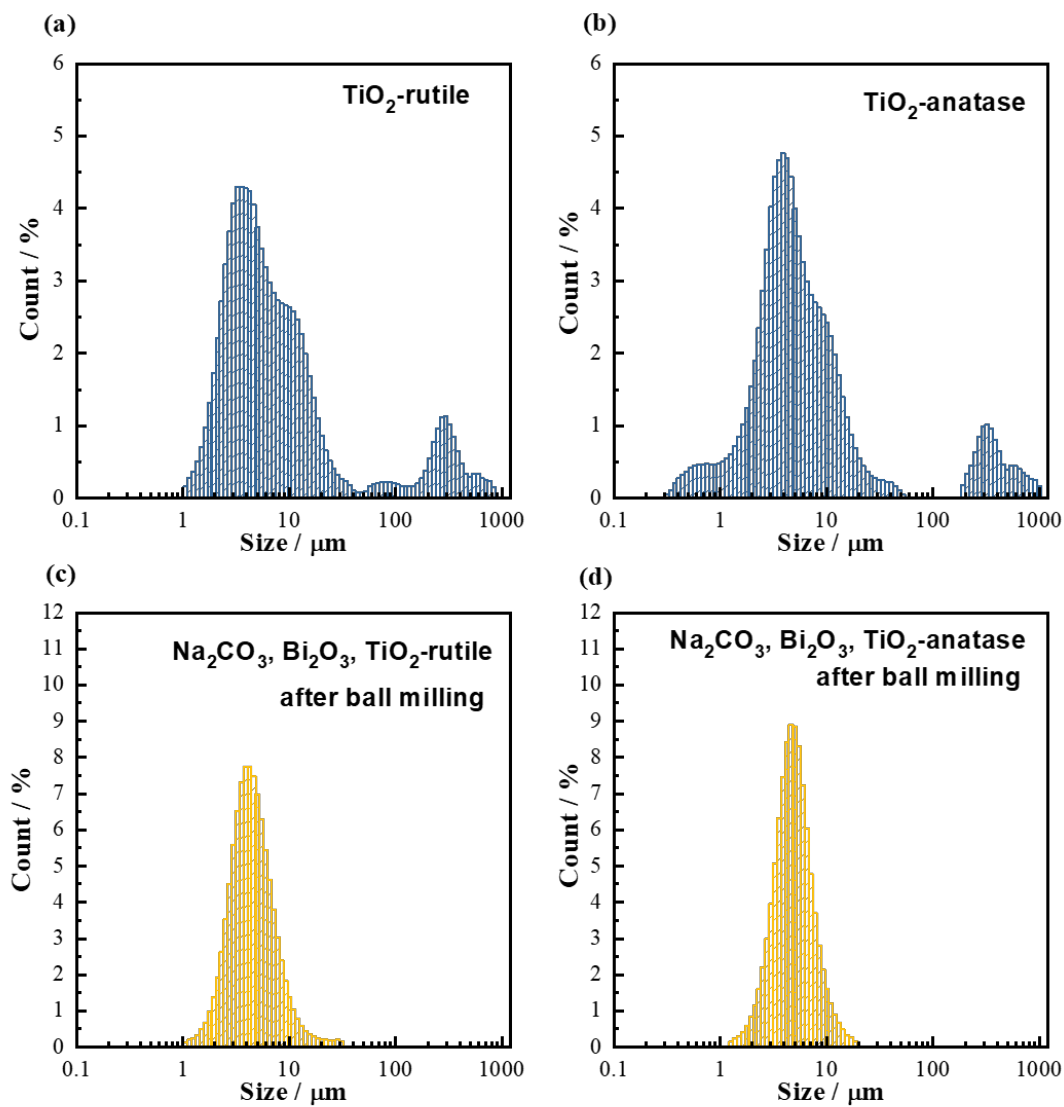 (a)
TiO₂-rutile
Count / %
6
5
4
3
2
1
0
0.1 1 10 100 1000
Size / μm
(b)
TiO₂-anatase
Count / %
6
5
4
3
2
1
0
0.1 1 10 100 1000
Size / μm
(c)
Na₂CO₃, Bi₂O₃, TiO₂-rutile
after ball milling
Count / %
12
11
10
9
8
7
6
5
4
3
2
1
0
0.1 1 10 100 1000
Size / μm
(d)
Na₂CO₃, Bi₂O₃, TiO₂-anatase
after ball milling
Count / %
12
11
10
9
8
7
6
5
4
3
2
1
0
0.1 1 10 100 1000
Size / μm